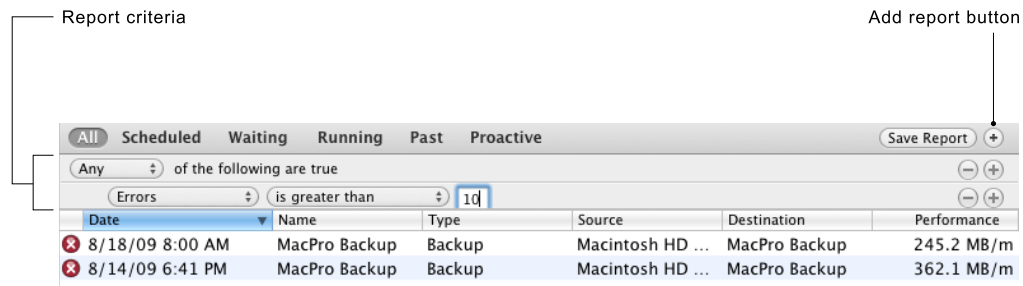 Report criteria
Add report button
All Scheduled Waiting Running Past Proactive Save Report
Any of the following are true
Errors is greater than 10
Date Name Type Source Destination Performance
8/18/09 8:00 AM MacPro Backup Backup Macintosh HD ... MacPro Backup 245.2 MB/m
8/14/09 6:41 PM MacPro Backup Backup Macintosh HD ... MacPro Backup 362.1 MB/m